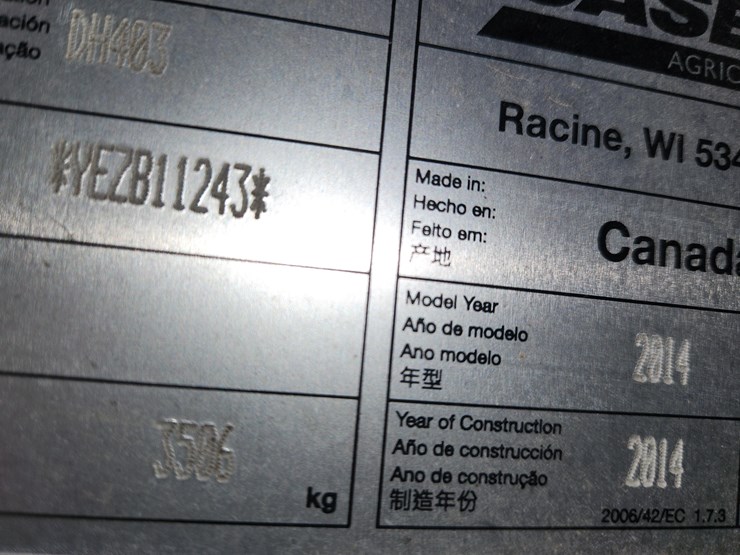 ación
ação
DH403
*YEZB11243*
3506
kg
CASE
AGRIC
Racine, WI 534
Made in:
Hecho en:
Feito em:
产地
Canada
Model Year
Año de modelo
Ano modelo
年型
2014
Year of Construction
Año de construcción
Ano de construção
制造年份
2014
2006/42/EC 1.7.3